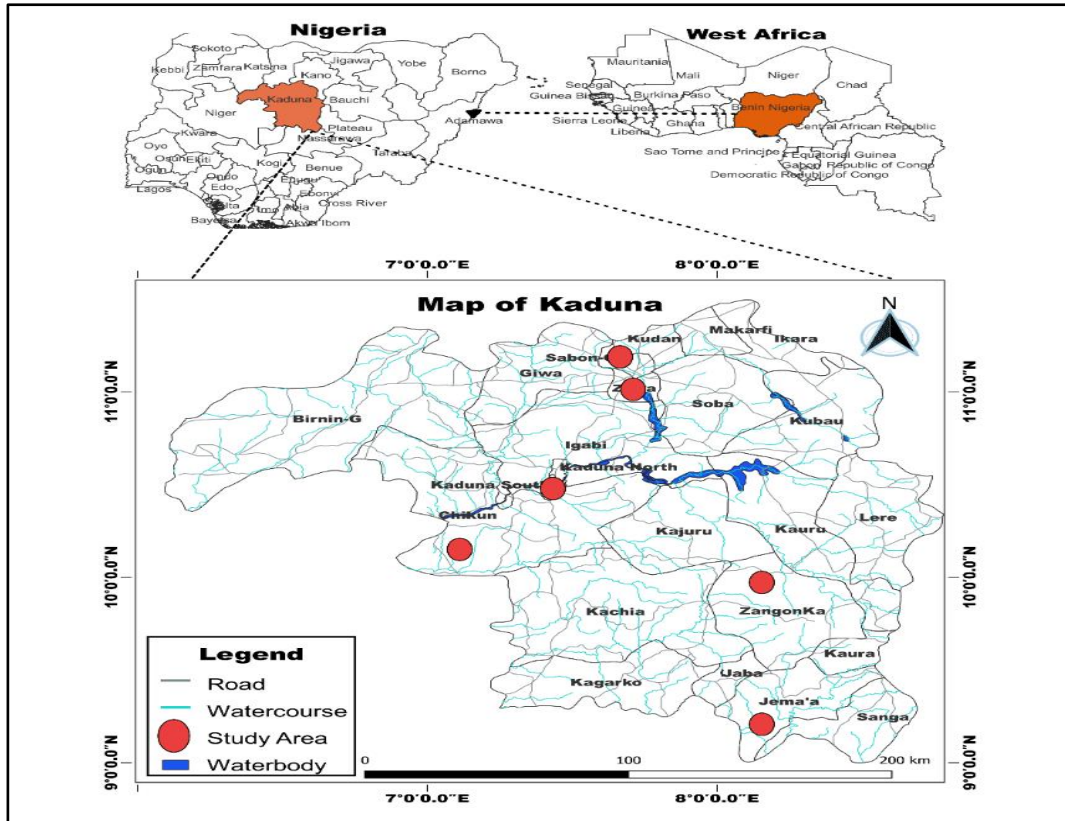 Nigeria
Sokoto
Kebbi
Zamfara
Katsina
Jigawa
Yobe
Borno
Kano
Kaduna
Bauchi
Niger
Adamawa
Plateau
Nassarawa
Kwara
Taraba
Oyo
Osun
Ekiti
Kogi
Benue
Ogun
Ondo
Enugu
Edo
Ebonyi
Lagos
Imo
Abia
Cross River
Akwa Ibom
West Africa
Mauritania
Mali
Niger
Chad
Senegal
Guinea Bissau
Burkina Faso
Guinea
Benin Nigeria
Sierra Leone
Ghana
Liberia
Central African Republic
Sao Tome and Principe
Equatorial Guinea
Gabon Republic of Congo
Democratic Republic of Congo
7°0'0.0"E 8°0'0.0"E
Map of Kaduna
N
Makarfi
Kudan
Ikara
Sabon-
Giwa
11°0'0.0"N 11°0'0.0"N
Soba
Birnin-G
Kubau
Igabi
Kaduna North
Kaduna South
Chikun
Lere
Kajuru
Kauru
10°0'0.0"N 10°0'0.0"N
Kachia
ZangonKa
Kaura
Jaba
Kagarko
Jema'a
Sanga
Legend
Road
Watercourse
Study Area
Waterbody
0 100 200 km
9°0'0.0"N 9°0'0.0"N
7°0'0.0"E 8°0'0.0"E